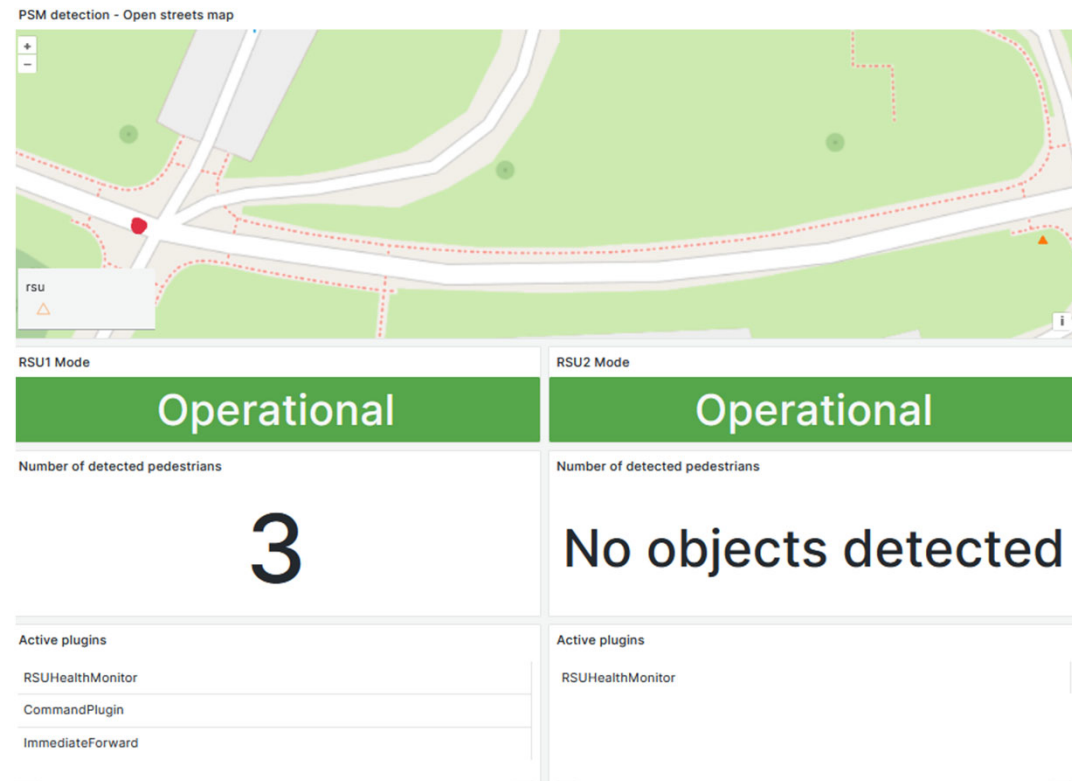 PSM detection - Open streets map
+
−
rsu
i
RSU1 Mode
RSU2 Mode
Operational
Operational
Number of detected pedestrians
Number of detected pedestrians
3
No objects detected
Active plugins
Active plugins
RSUHealthMonitor
RSUHealthMonitor
CommandPlugin
ImmediateForward